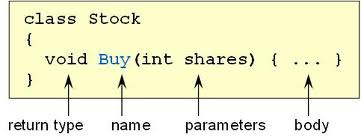 class Stock
{
void Buy(int shares) { ... }
}
return type name parameters body